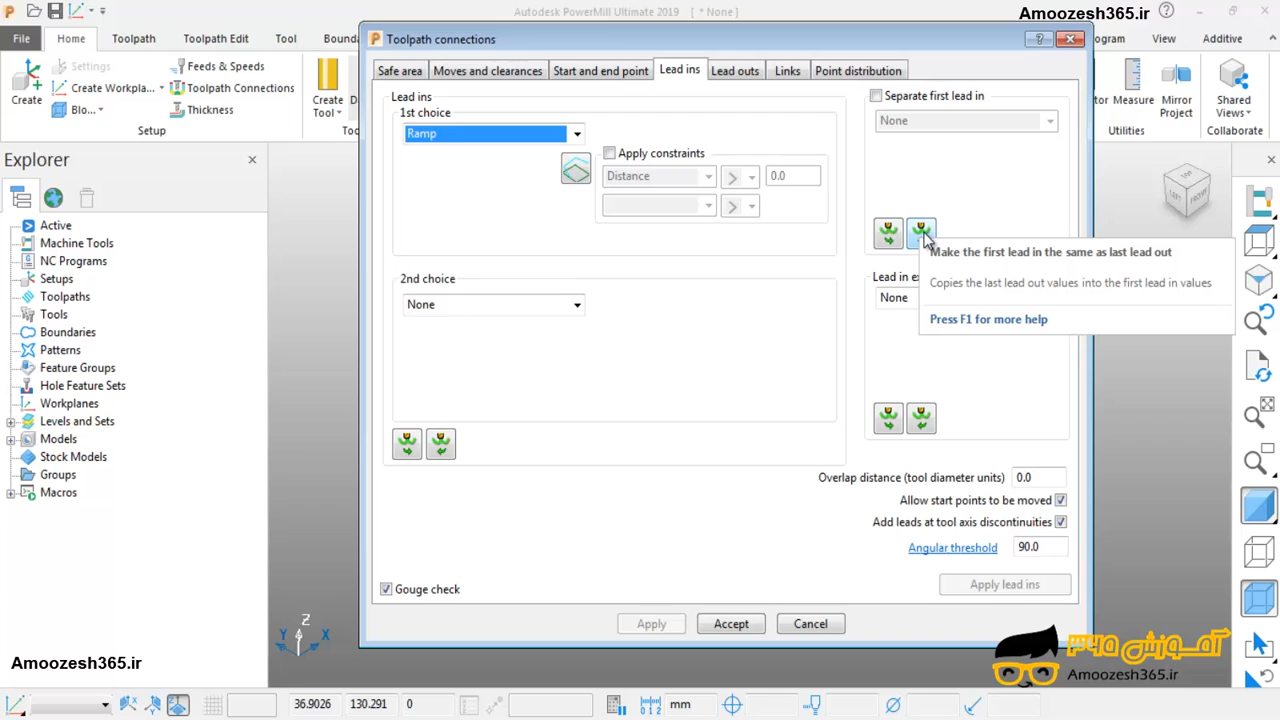 Autodesk PowerMill Ultimate 2019 [ * None ]
Amoozesh365.ir
File
Home
Toolpath
Toolpath Edit
Tool
Bounda
ogram
View
Additive
Create
Settings
Create Workpla...
Blo...
Feeds & Speeds
Toolpath Connections
Thickness
Setup
Create
Tool
Measure
Mirror
Project
Utilities
Shared
Views
Collaborate
Toolpath connections
Safe area
Moves and clearances
Start and end point
Lead ins
Lead outs
Links
Point distribution
Lead ins
1st choice
Ramp
Apply constraints
Distance
0.0
2nd choice
None
Separate first lead in
None
Make the first lead in the same as last lead out
Copies the last lead out values into the first lead in values
Press F1 for more help
Lead in e
None
Overlap distance (tool diameter units)
0.0
Allow start points to be moved
Add leads at tool axis discontinuities
Angular threshold
90.0
Apply lead ins
Gouge check
Apply
Accept
Cancel
Explorer
Active
Machine Tools
NC Programs
Setups
Toolpaths
Tools
Boundaries
Patterns
Feature Groups
Hole Feature Sets
Workplanes
Levels and Sets
Models
Stock Models
Groups
Macros
TOP
LEFT
FRONT
Z
Y
X
Amoozesh365.ir
آموزش ۳۶۵
Amoozesh365.ir
36.9026
130.291
0
mm